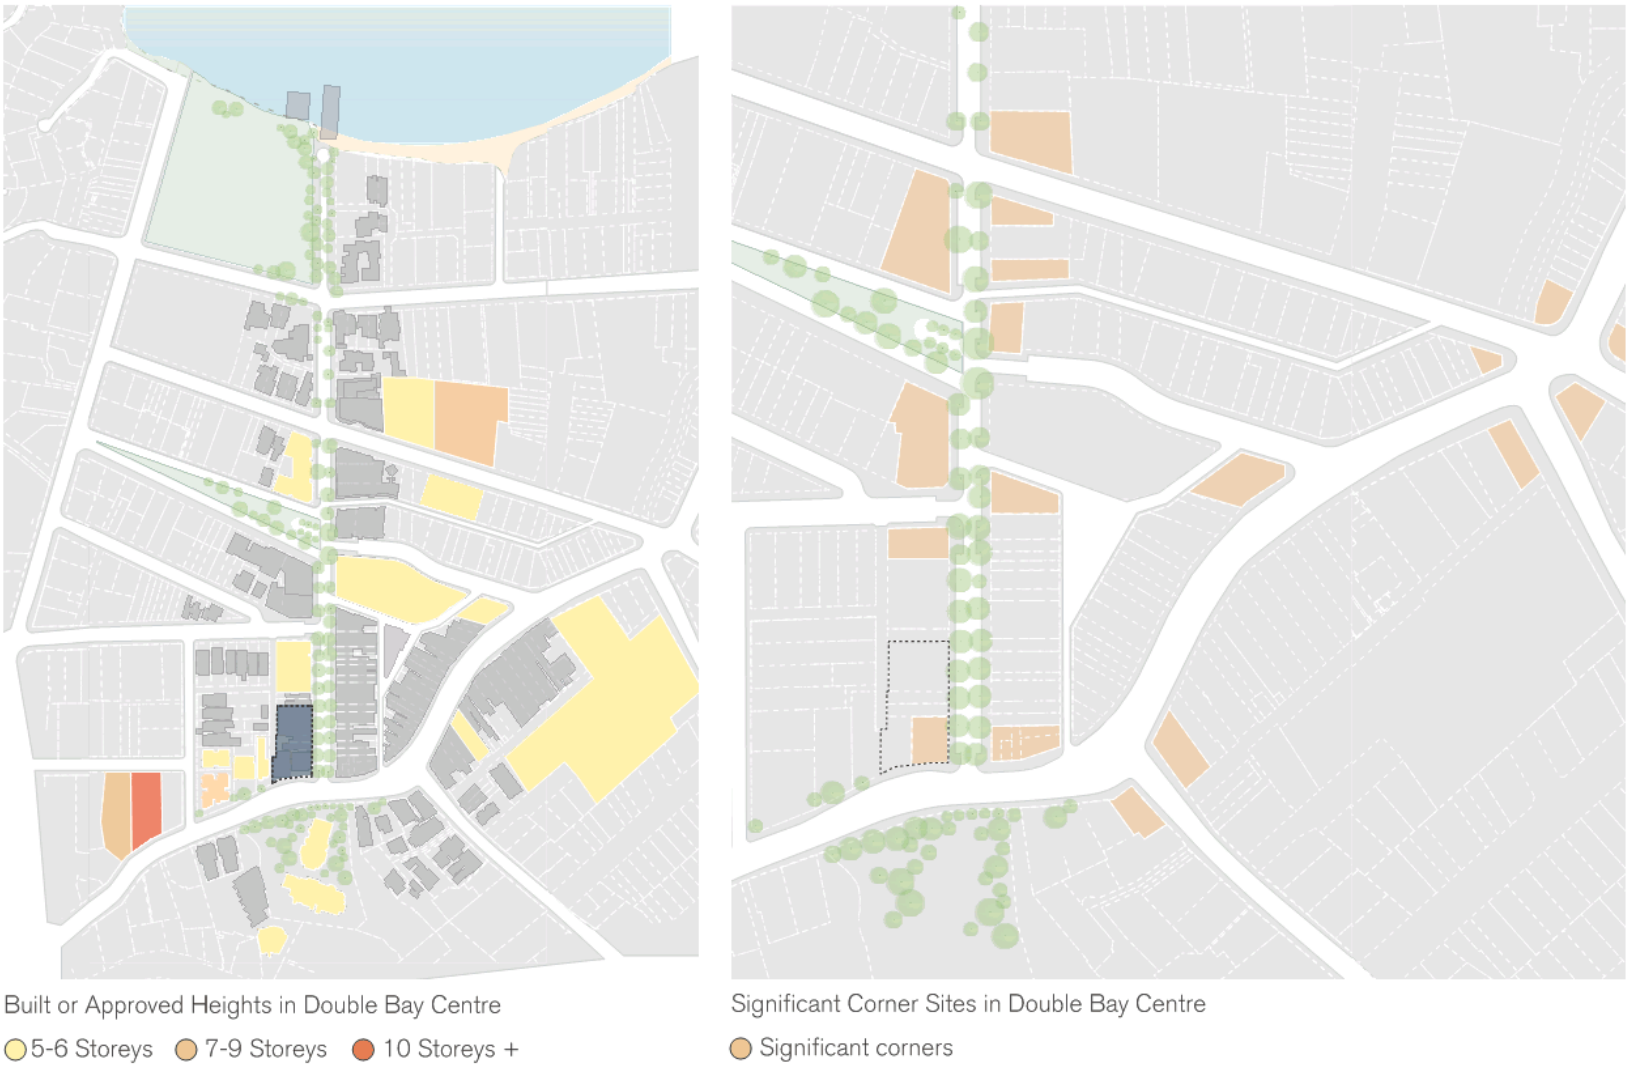 Built or Approved Heights in Double Bay Centre
5-6 Storeys
7-9 Storeys
10 Storeys +
Significant Corner Sites in Double Bay Centre
Significant corners